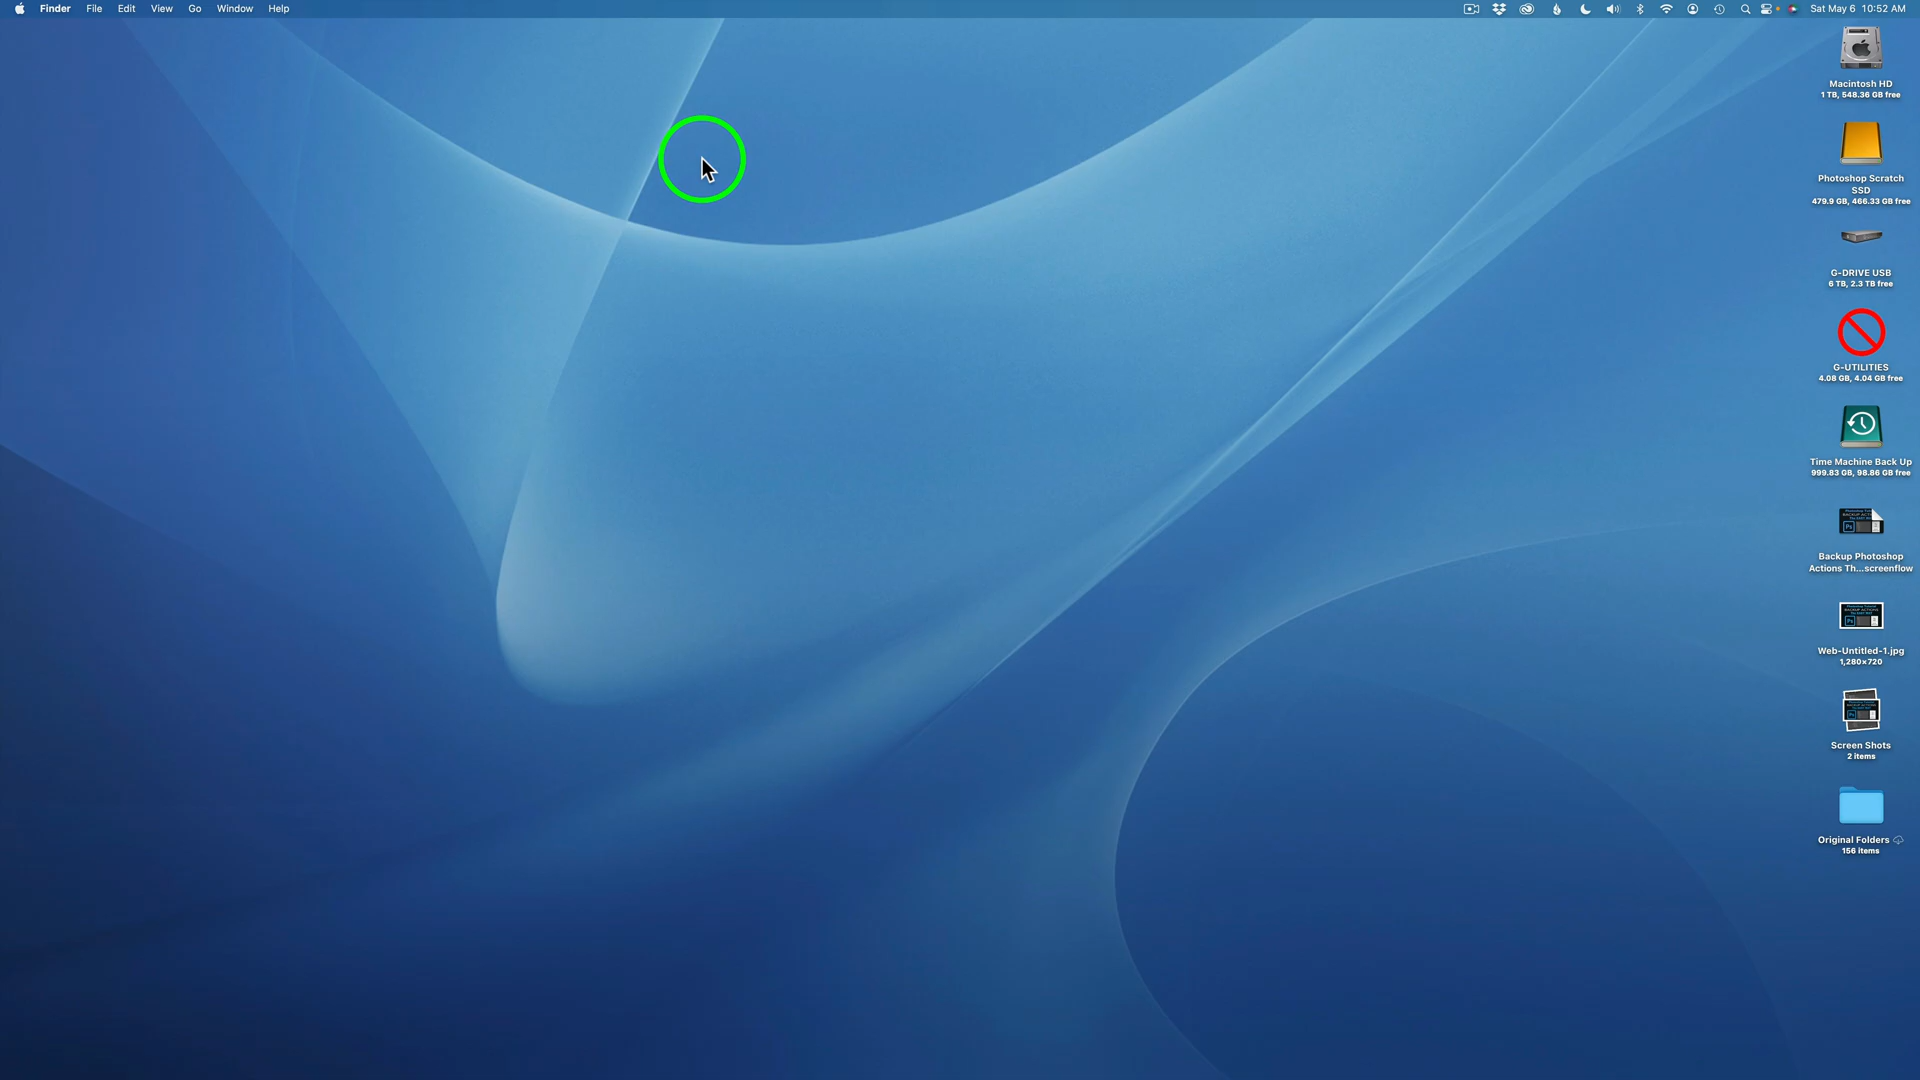 Finder File Edit View Go Window Help Sat May 6 10:52 AM
Macintosh HD
1 TB, 548.36 GB free
Photoshop Scratch
SSD
479.9 GB, 466.33 GB free
G-DRIVE USB
6 TB, 2.3 TB free
G-UTILITIES
4.08 GB, 4.04 GB free
Time Machine Back Up
999.83 GB, 98.86 GB free
Backup Photoshop
Actions Th...screenflow
Web-Untitled-1.jpg
1,280×720
Screen Shots
2 items
Original Folders
156 items